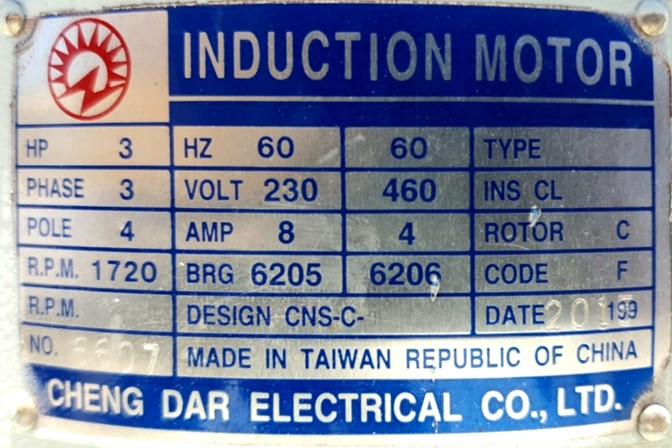 INDUCTION MOTOR
HP 3 HZ 60 60 TYPE
PHASE 3 VOLT 230 460 INS CL
POLE 4 AMP 8 4 ROTOR C
R.P.M. 1720 BRG 6205 6206 CODE F
R.P.M. DESIGN CNS-C- DATE 199
NO. MADE IN TAIWAN REPUBLIC OF CHINA
CHENG DAR ELECTRICAL CO., LTD.